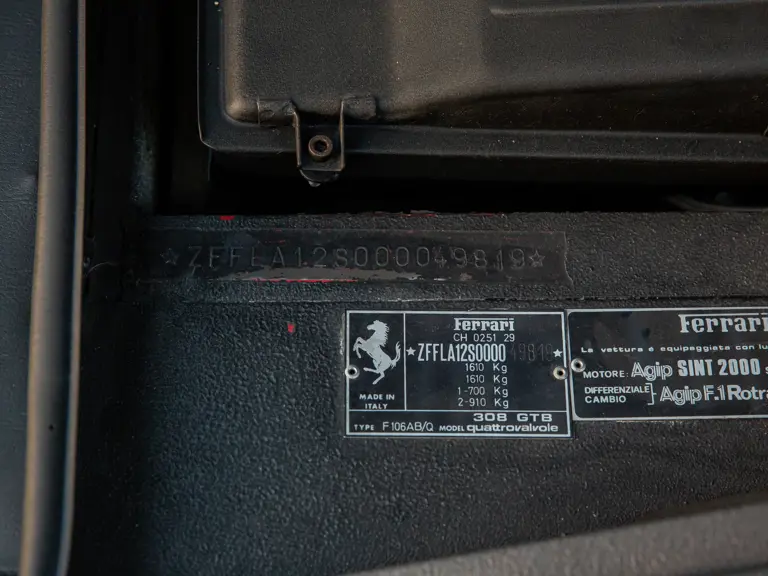 ★ZFFLA12S000049819★
Ferrari
CH 0251 29
★ZFFLA12S000049819★
1610 Kg
1610 Kg
1-700 Kg
2-910 Kg
MADE IN
ITALY
308 GTB
TYPE F106AB/Q MODEL quattrovalvole
Ferrari
La vettura è equipaggiata con lu
MOTORE: Agip SINT 2000 s
DIFFERENZIALE
CAMBIO } Agip F.1 Rotra